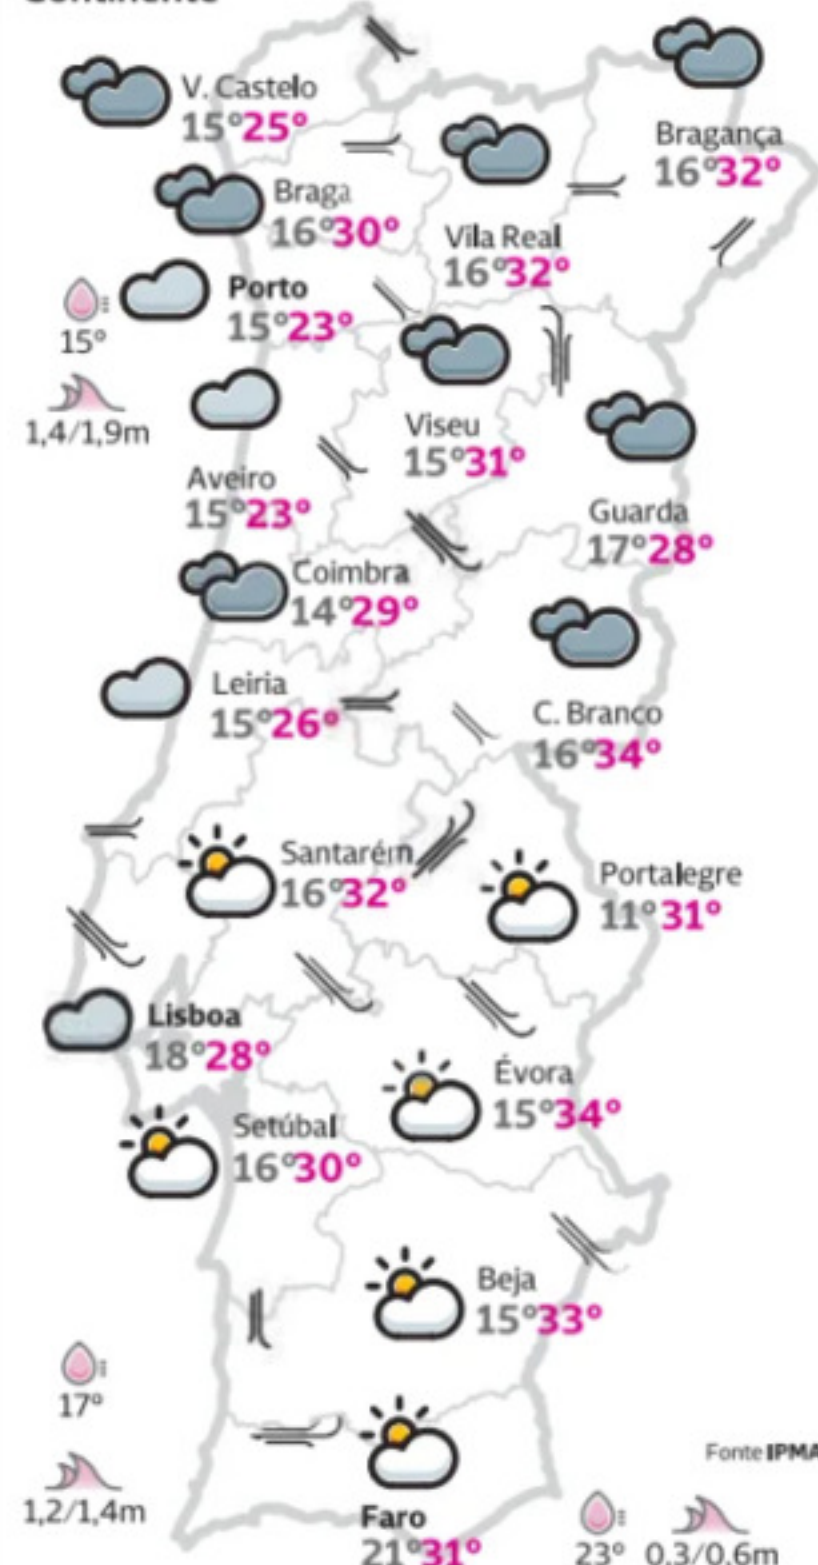 Continente
V. Castelo
15° 25°
Bragança
16° 32°
Braga
16° 30°
Vila Real
16° 32°
Porto
15° 23°
15°
1,4/1,9m
Viseu
15° 31°
Aveiro
15° 23°
Guarda
17° 28°
Coimbra
14° 29°
Leiria
15° 26°
C. Branco
16° 34°
Santarém
16° 32°
Portalegre
11° 31°
Lisboa
18° 28°
Évora
15° 34°
Setúbal
16° 30°
Beja
15° 33°
17°
1,2/1,4m
Fonte IPMA
Faro
21° 31°
23° 0,3/0,6m